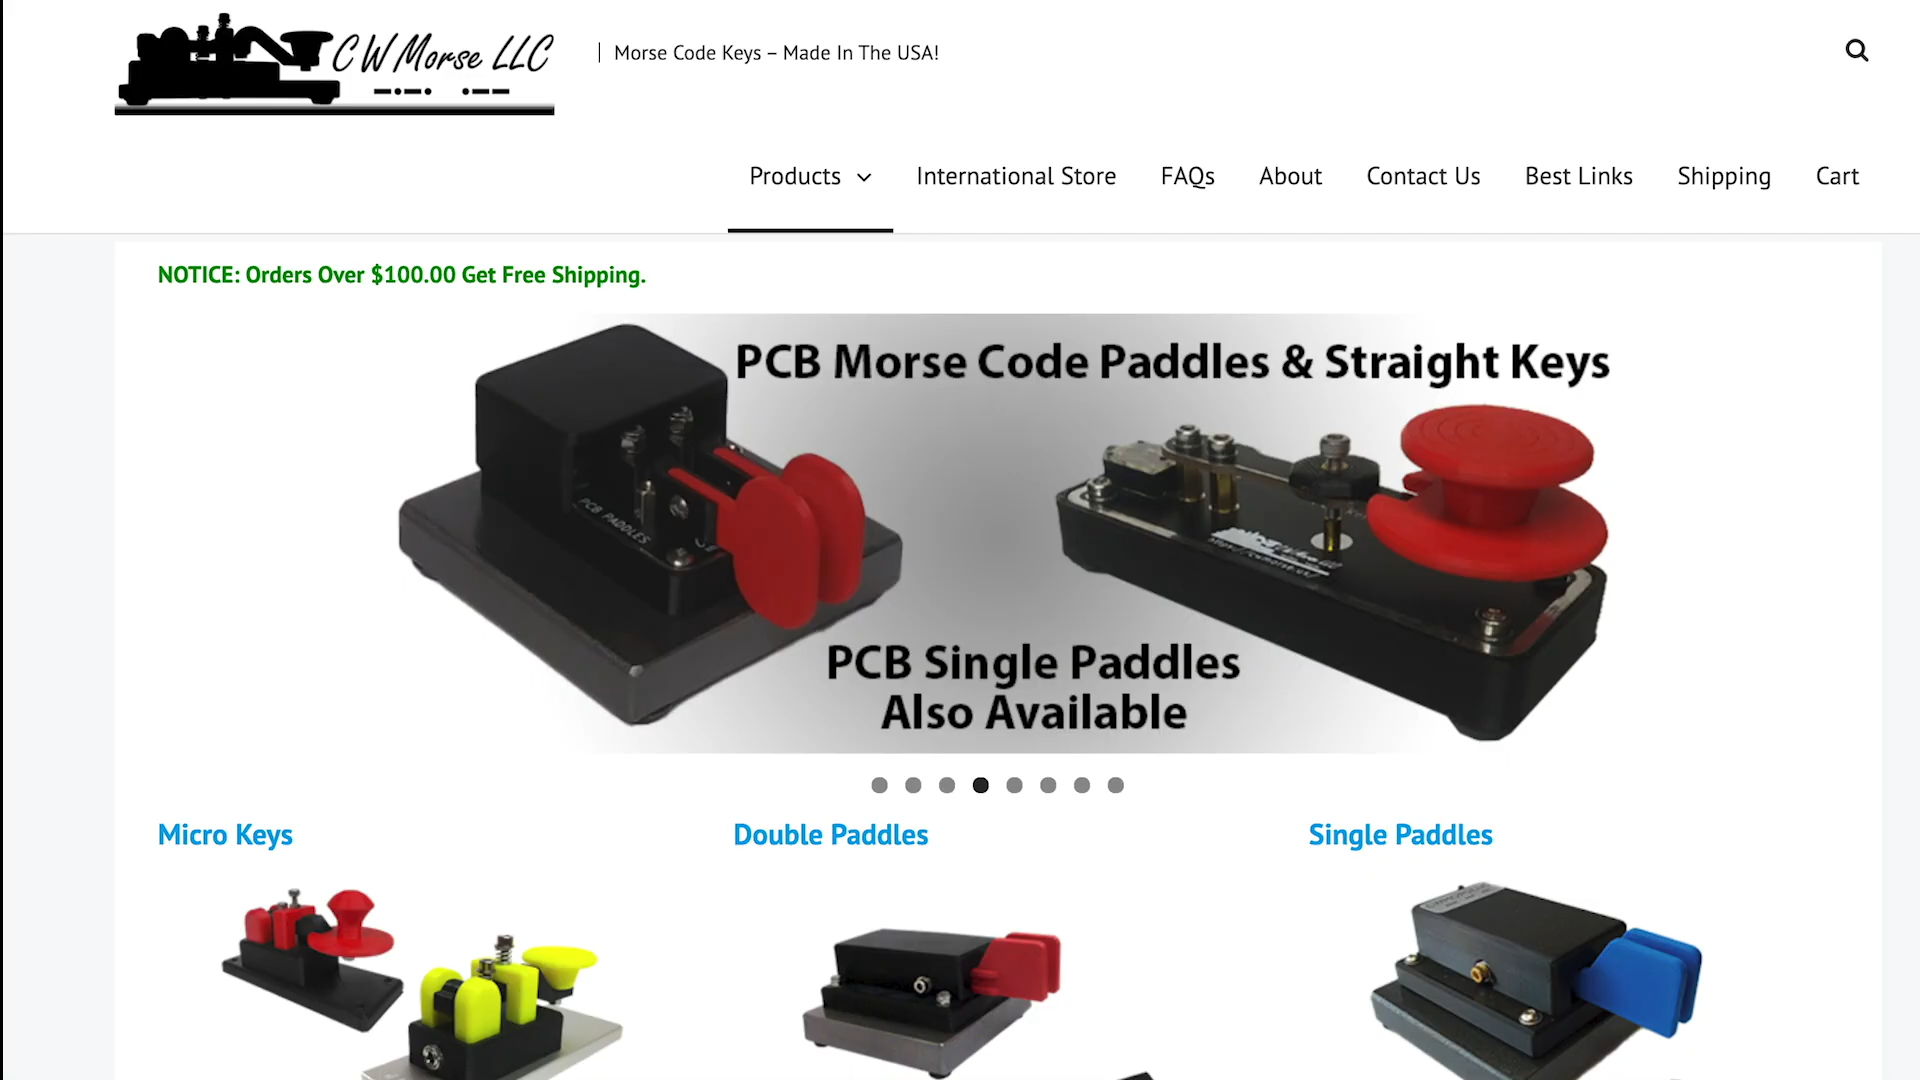 CW Morse LLC
Morse Code Keys – Made In The USA!
Products
International Store
FAQs
About
Contact Us
Best Links
Shipping
Cart
NOTICE: Orders Over $100.00 Get Free Shipping.
PCB Morse Code Paddles & Straight Keys
PCB PADDLES
PCB Single Paddles
Also Available
Micro Keys
Double Paddles
Single Paddles